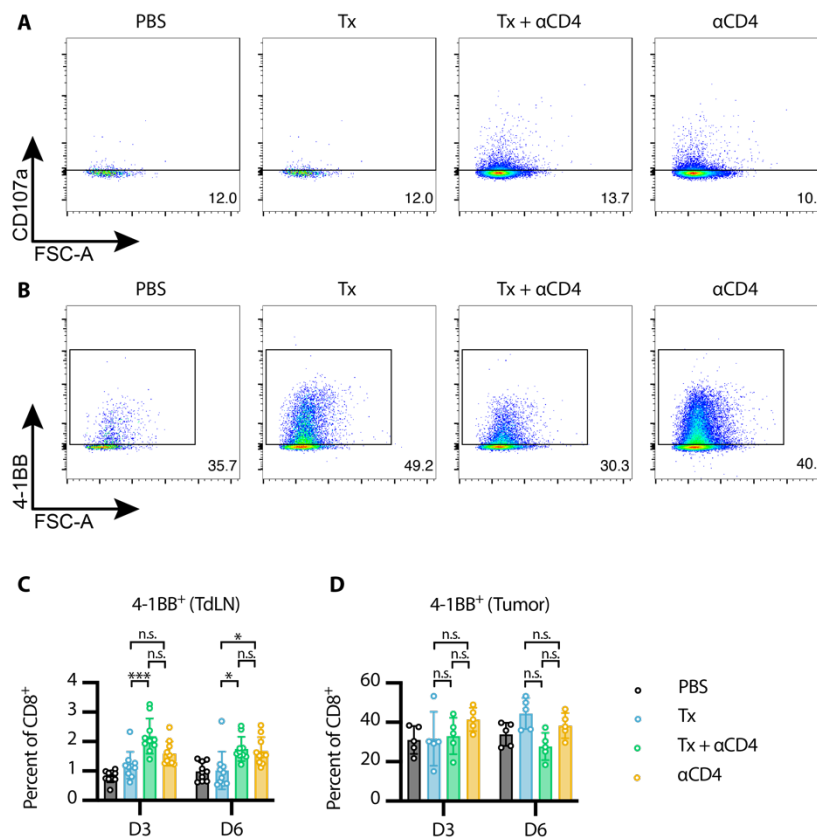 A
PBS
Tx
Tx + αCD4
αCD4
CD107a
FSC-A
12.0
12.0
13.7
10.
B
PBS
Tx
Tx + αCD4
αCD4
4-1BB
FSC-A
35.7
49.2
30.3
40.
C
4-1BB+ (TdLN)
Percent of CD8+
4
3
2
1
0
n.s.
n.s.
***
*
n.s.
*
D3
D6
D
4-1BB+ (Tumor)
Percent of CD8+
60
40
20
0
n.s.
n.s.
n.s.
n.s.
n.s.
n.s.
D3
D6
PBS
Tx
Tx + αCD4
αCD4